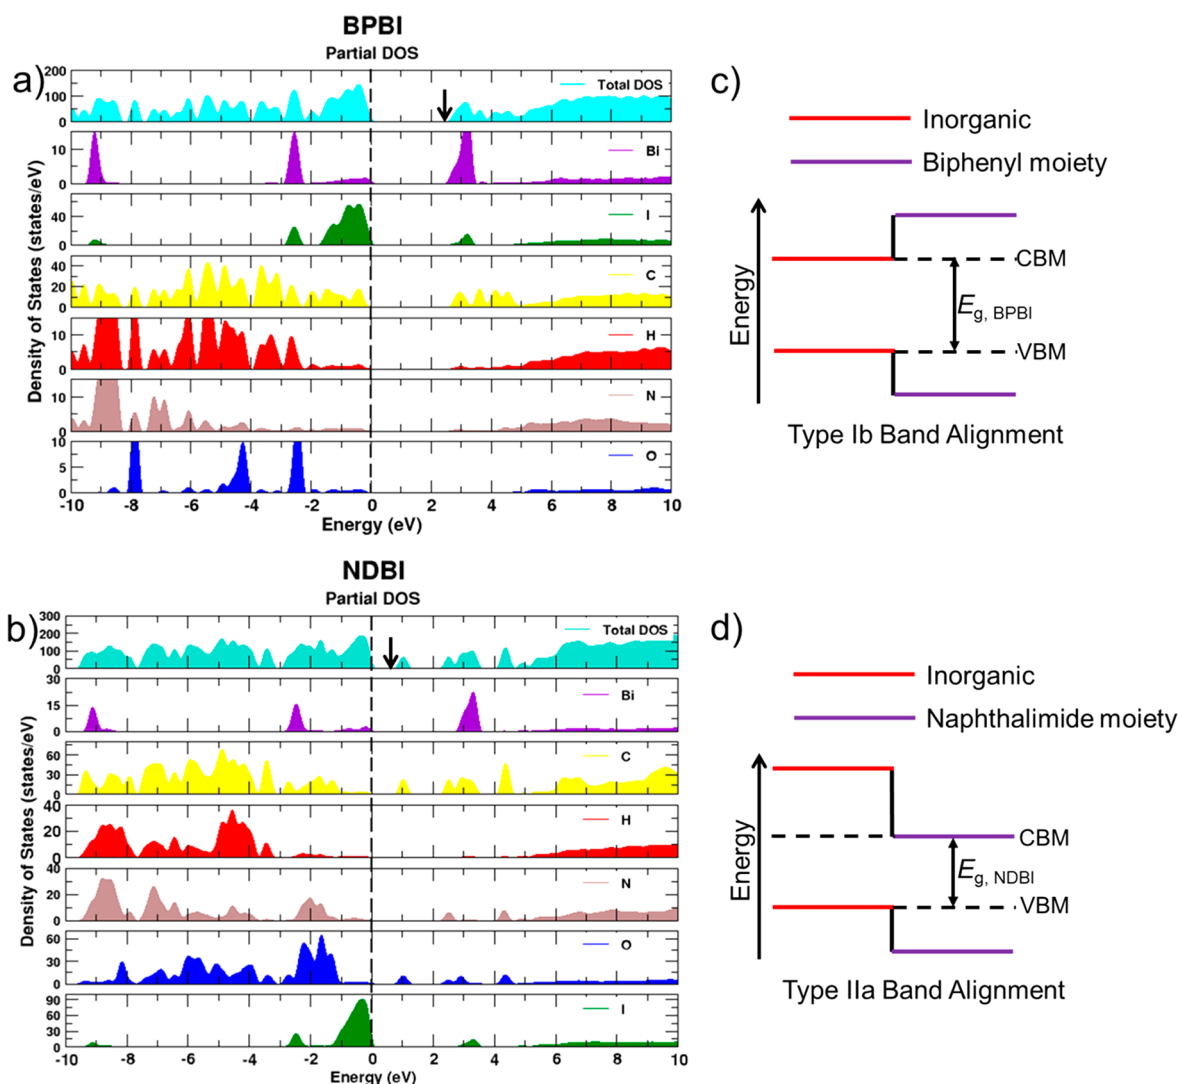 BPBI
Partial DOS
a)
Total DOS
200
100
0
Bi
10
0
I
40
0
C
40
20
0
H
10
0
N
10
0
O
10
5
0
-10 -8 -6 -4 -2 0 2 4 6 8 10
Energy (eV)
Density of States (states/eV)
c)
Inorganic
Biphenyl moiety
Energy
CBM
Eg, BPBI
VBM
Type Ib Band Alignment
NDBI
Partial DOS
b)
Total DOS
300
200
100
0
Bi
30
15
0
C
60
30
0
H
40
20
0
N
40
20
0
O
60
30
0
I
90
60
30
0
-10 -8 -6 -4 -2 0 2 4 6 8 10
Energy (eV)
Density of States (states/eV)
d)
Inorganic
Naphthalimide moiety
Energy
CBM
Eg, NDBI
VBM
Type IIa Band Alignment